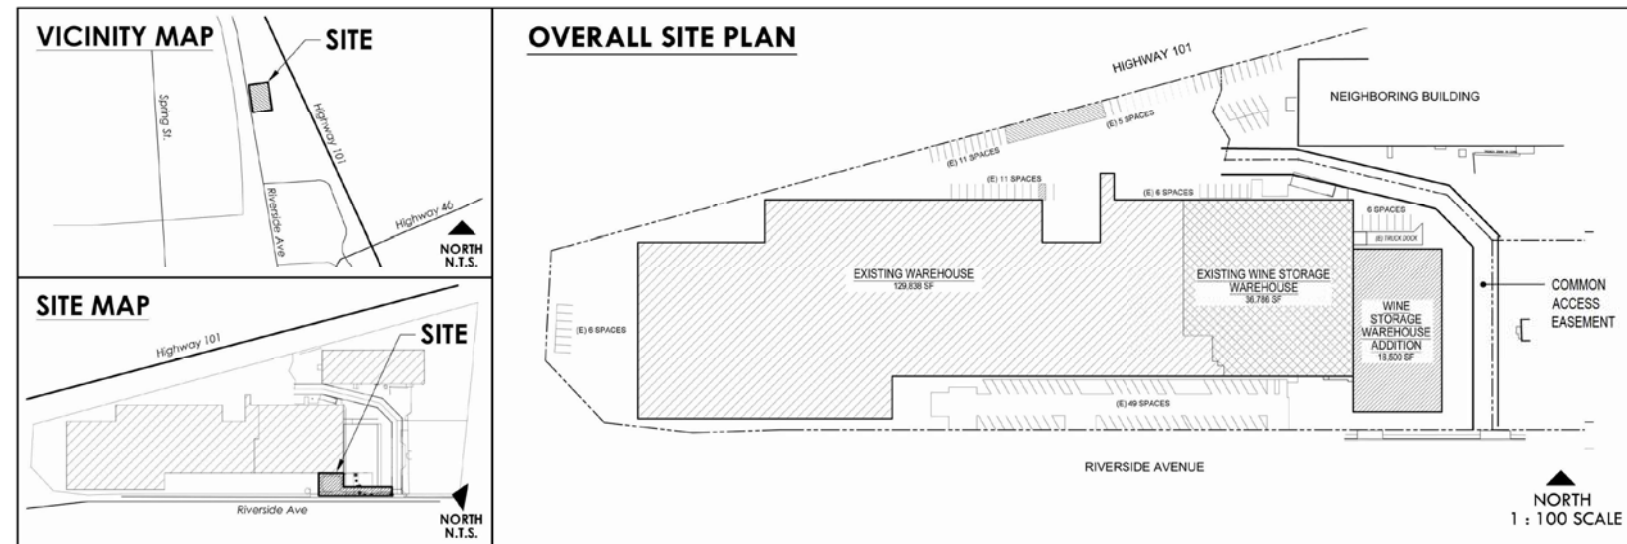 VICINITY MAP
SITE
Spring St.
Highway 101
Riverside Ave
Highway 46
NORTH
N.T.S.
SITE MAP
SITE
Highway 101
Riverside Ave
NORTH
N.T.S.
OVERALL SITE PLAN
HIGHWAY 101
NEIGHBORING BUILDING
(E) 5 SPACES
(E) 11 SPACES
(E) 11 SPACES
(E) 6 SPACES
6 SPACES
(E) TRUCK DOCK
EXISTING WAREHOUSE
129,838 SF
EXISTING WINE STORAGE
WAREHOUSE
36,786 SF
WINE
STORAGE
WAREHOUSE
ADDITION
18,500 SF
COMMON
ACCESS
EASEMENT
(E) 6 SPACES
(E) 49 SPACES
RIVERSIDE AVENUE
NORTH
1 : 100 SCALE